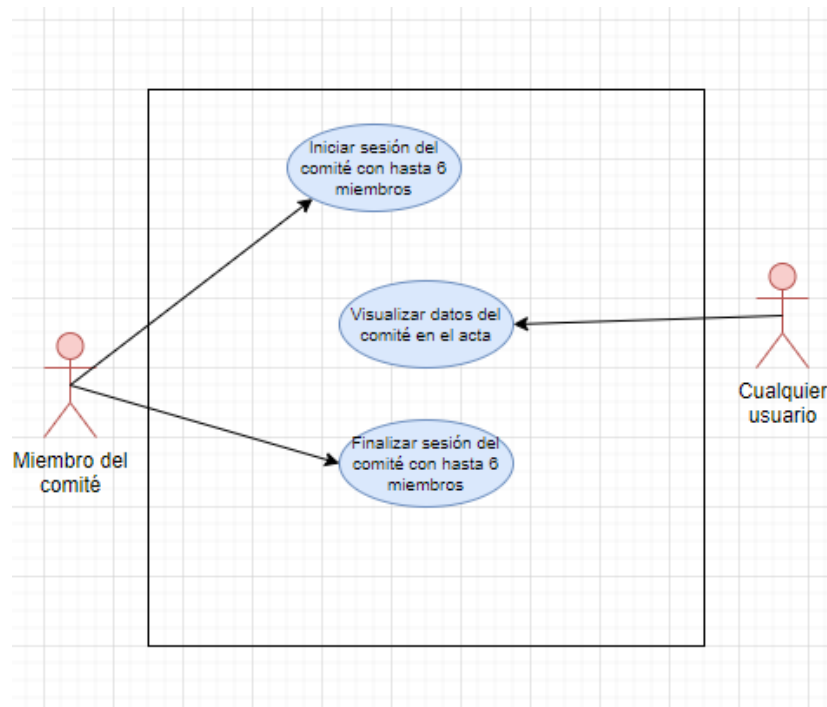 Iniciar sesión del
comité con hasta 6
miembros
Visualizar datos del
comité en el acta
Cualquier
usuario
Finalizar sesión del
comité con hasta 6
miembros
Miembro del
comité